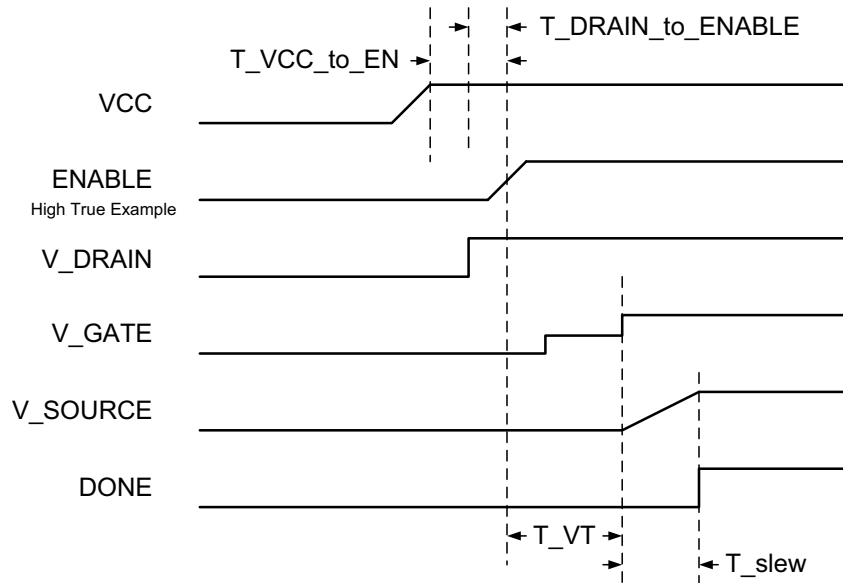 T_DRAIN_to_ENABLE
T_VCC_to_EN
VCC
ENABLE
High True Example
V_DRAIN
V_GATE
V_SOURCE
DONE
T_VT
T_slew